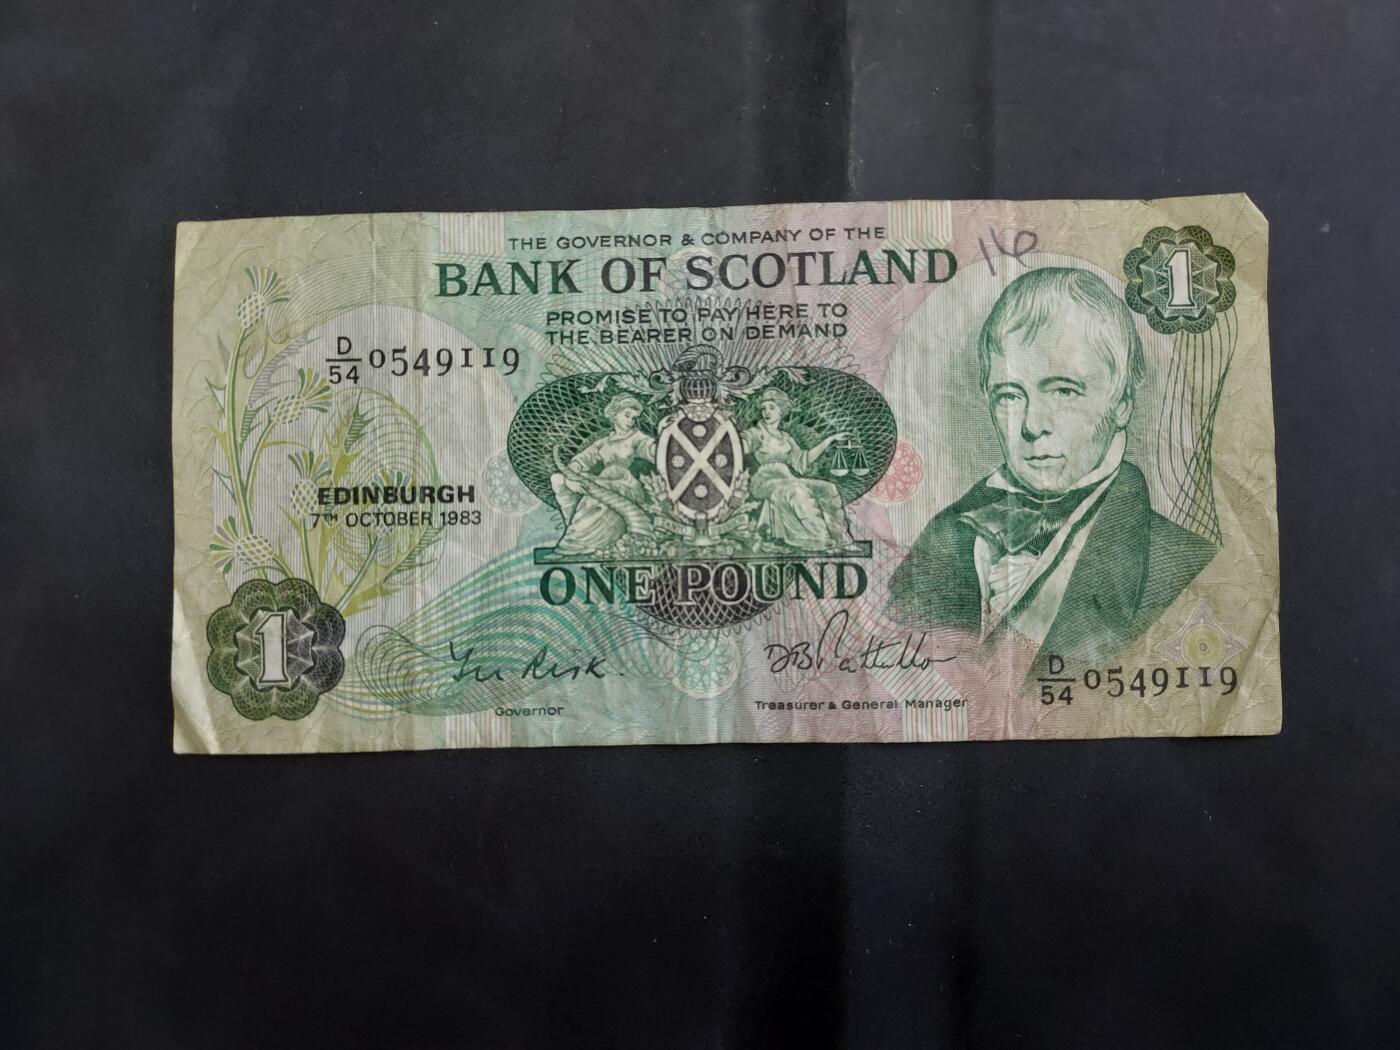 THE GOVERNOR & COMPANY OF THE
BANK OF SCOTLAND
16
1
PROMISE TO PAY HERE TO
THE BEARER ON DEMAND
D/54 0549119
EDINBURGH
7TH OCTOBER 1983
ONE POUND
1
D/54 0549119
Governor
Treasurer & General Manager